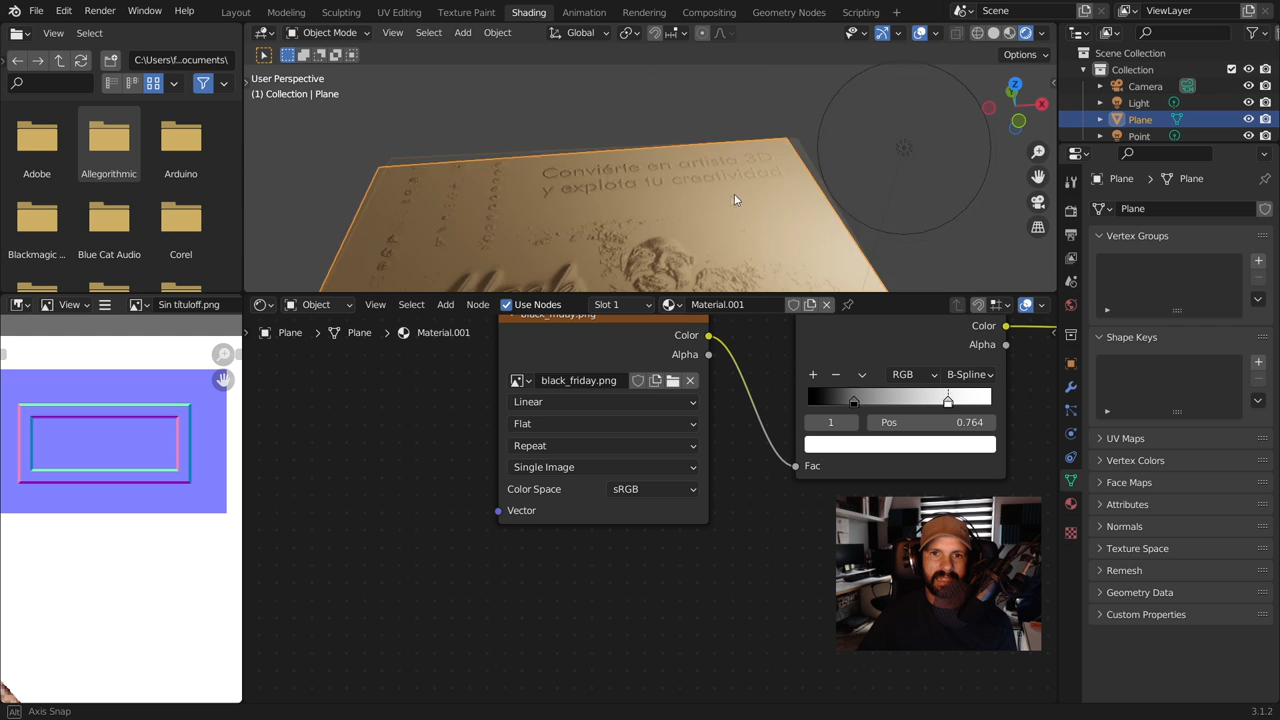 File Edit Render Window Help
Layout Modeling Sculpting UV Editing Texture Paint Shading Animation Rendering Compositing Geometry Nodes Scripting +
Scene
ViewLayer
View Select
Object Mode View Select Add Object
Global
C:\Users\f...ocuments\
Options
User Perspective
(1) Collection | Plane
Z
X
Y
Adobe
Allegorithmic
Arduino
Blackmagic ...
Blue Cat Audio
Corel
Conviérte en artista 3D
y explota tu creatividad
Scene Collection
Collection
Camera
Light
Plane
Point
Plane > Plane
Plane
Vertex Groups
Shape Keys
UV Maps
Vertex Colors
Face Maps
Attributes
Normals
Texture Space
Remesh
Geometry Data
Custom Properties
View
Sin tituloff.png
Object View Select Add Node Use Nodes Slot 1 Material.001
Plane > Plane > Material.001
black_friday.png
Color
Alpha
black_friday.png
Linear
Flat
Repeat
Single Image
Color Space sRGB
Vector
Color
Alpha
RGB B-Spline
1 Pos 0.764
Fac
Alt Axis Snap
3.1.2